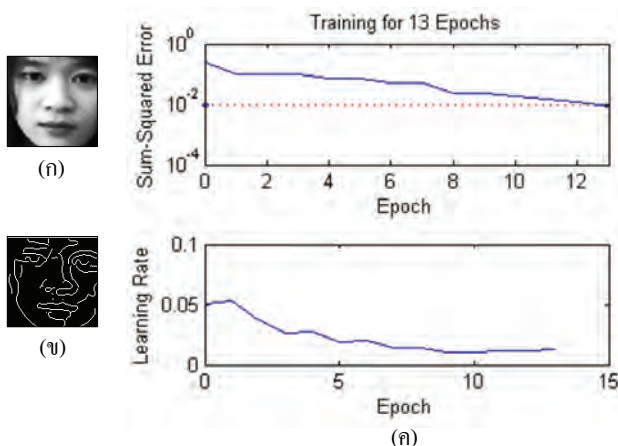 Training for 13 Epochs
Sum-Squared Error
10^0
10^-2
10^-4
0 2 4 6 8 10 12
Epoch
(ก)
Learning Rate
0.1
0.05
0
0 5 10 15
Epoch
(ข)
(ค)